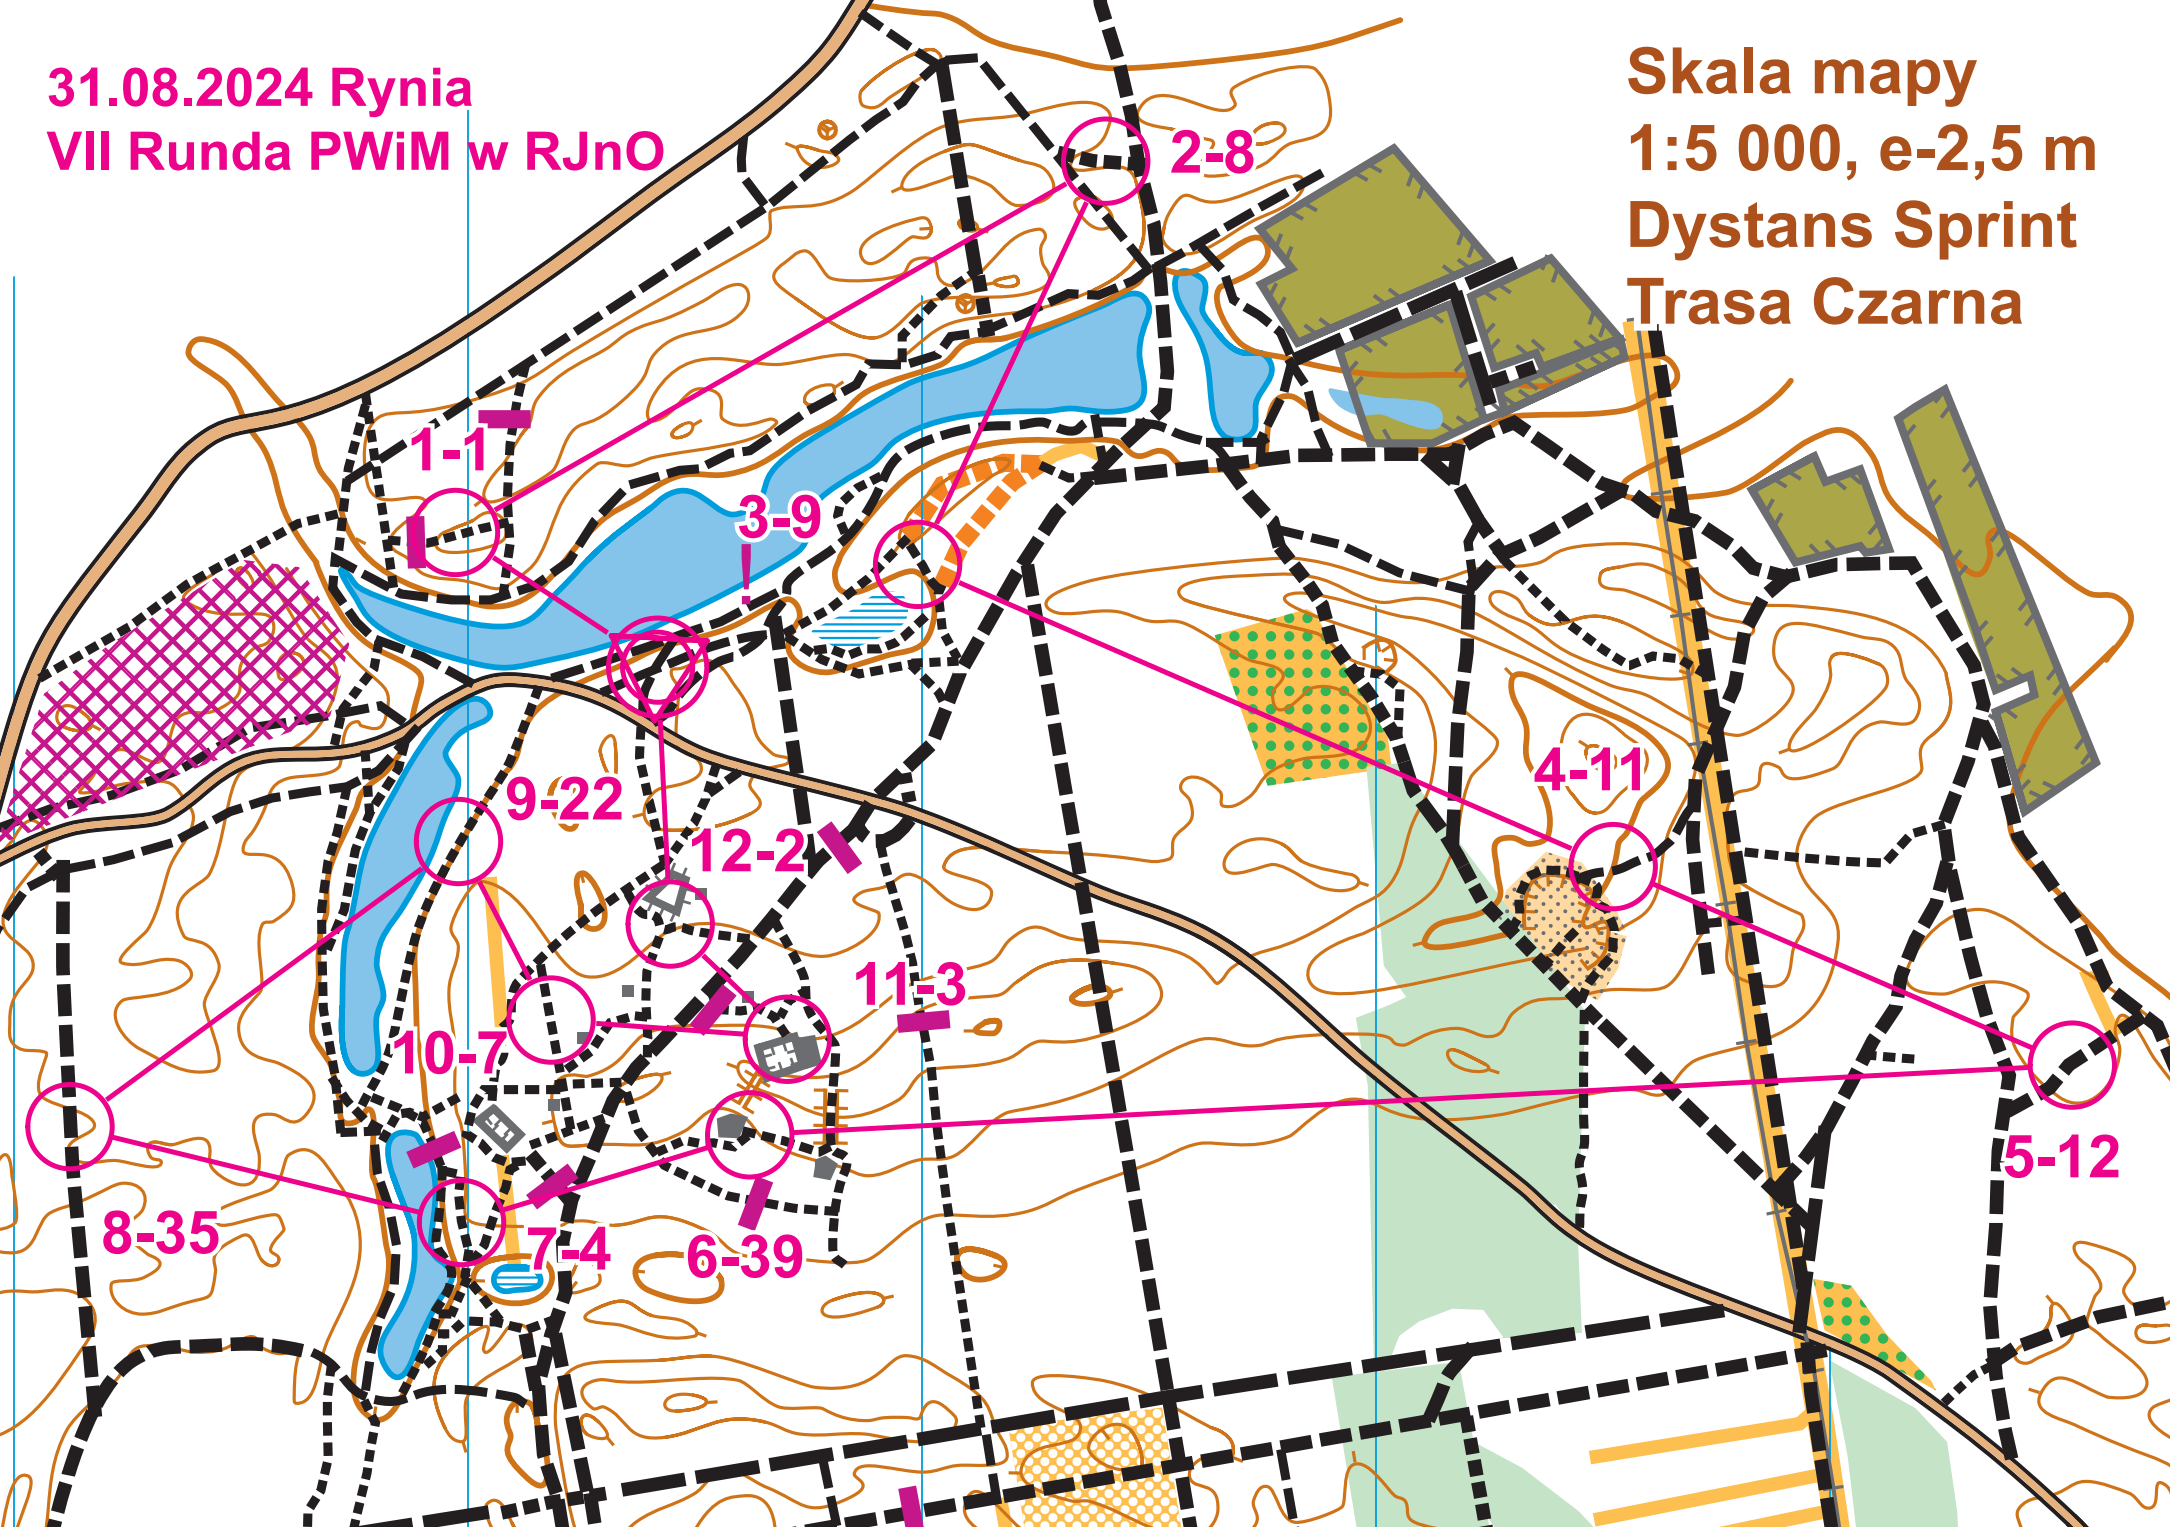 31.08.2024 Rynia
VII Runda PWiM w RJnO
Skala mapy
1:5 000, e-2,5 m
Dystans Sprint
Trasa Czarna
2-8
1-1
3-9
!
4-11
9-22
12-2
11-3
10-7
5-12
8-35
7-4
6-39